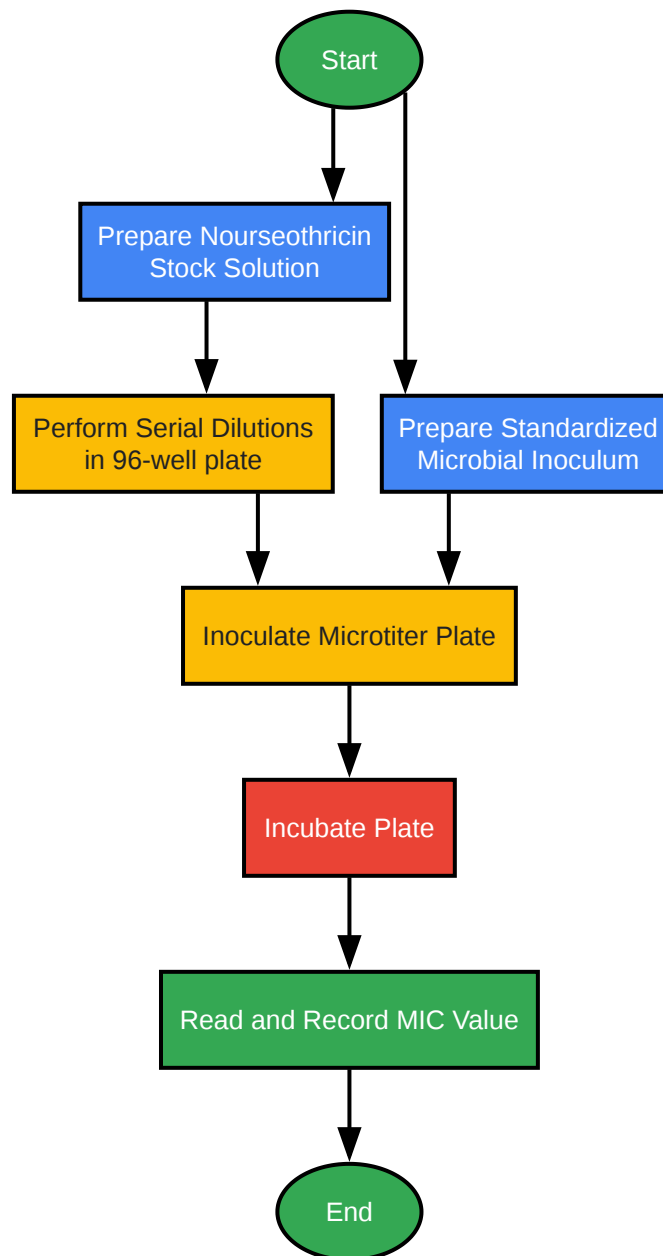 Start
Prepare Nourseothricin
Stock Solution
Perform Serial Dilutions
in 96-well plate
Prepare Standardized
Microbial Inoculum
Inoculate Microtiter Plate
Incubate Plate
Read and Record MIC Value
End